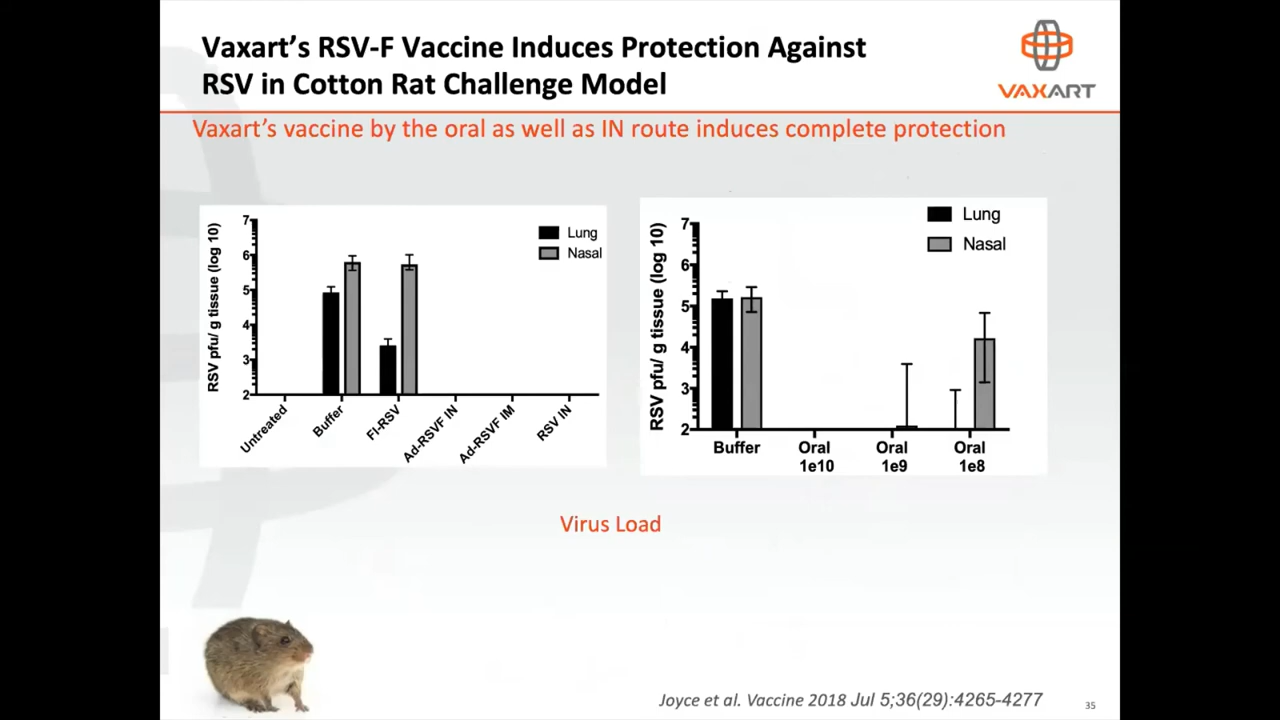 Vaxart's RSV-F Vaccine Induces Protection Against
RSV in Cotton Rat Challenge Model
VAXART
Vaxart's vaccine by the oral as well as IN route induces complete protection
RSV pfu/ g tissue (log 10)
7
6
5
4
3
2
Lung
Nasal
Untreated
Buffer
FI-RSV
Ad-RSVF IN
Ad-RSVF IM
RSV IN
RSV pfu/ g tissue (log 10)
7
6
5
4
3
2
Lung
Nasal
Buffer
Oral
1e10
Oral
1e9
Oral
1e8
Virus Load
Joyce et al. Vaccine 2018 Jul 5;36(29):4265-4277
35